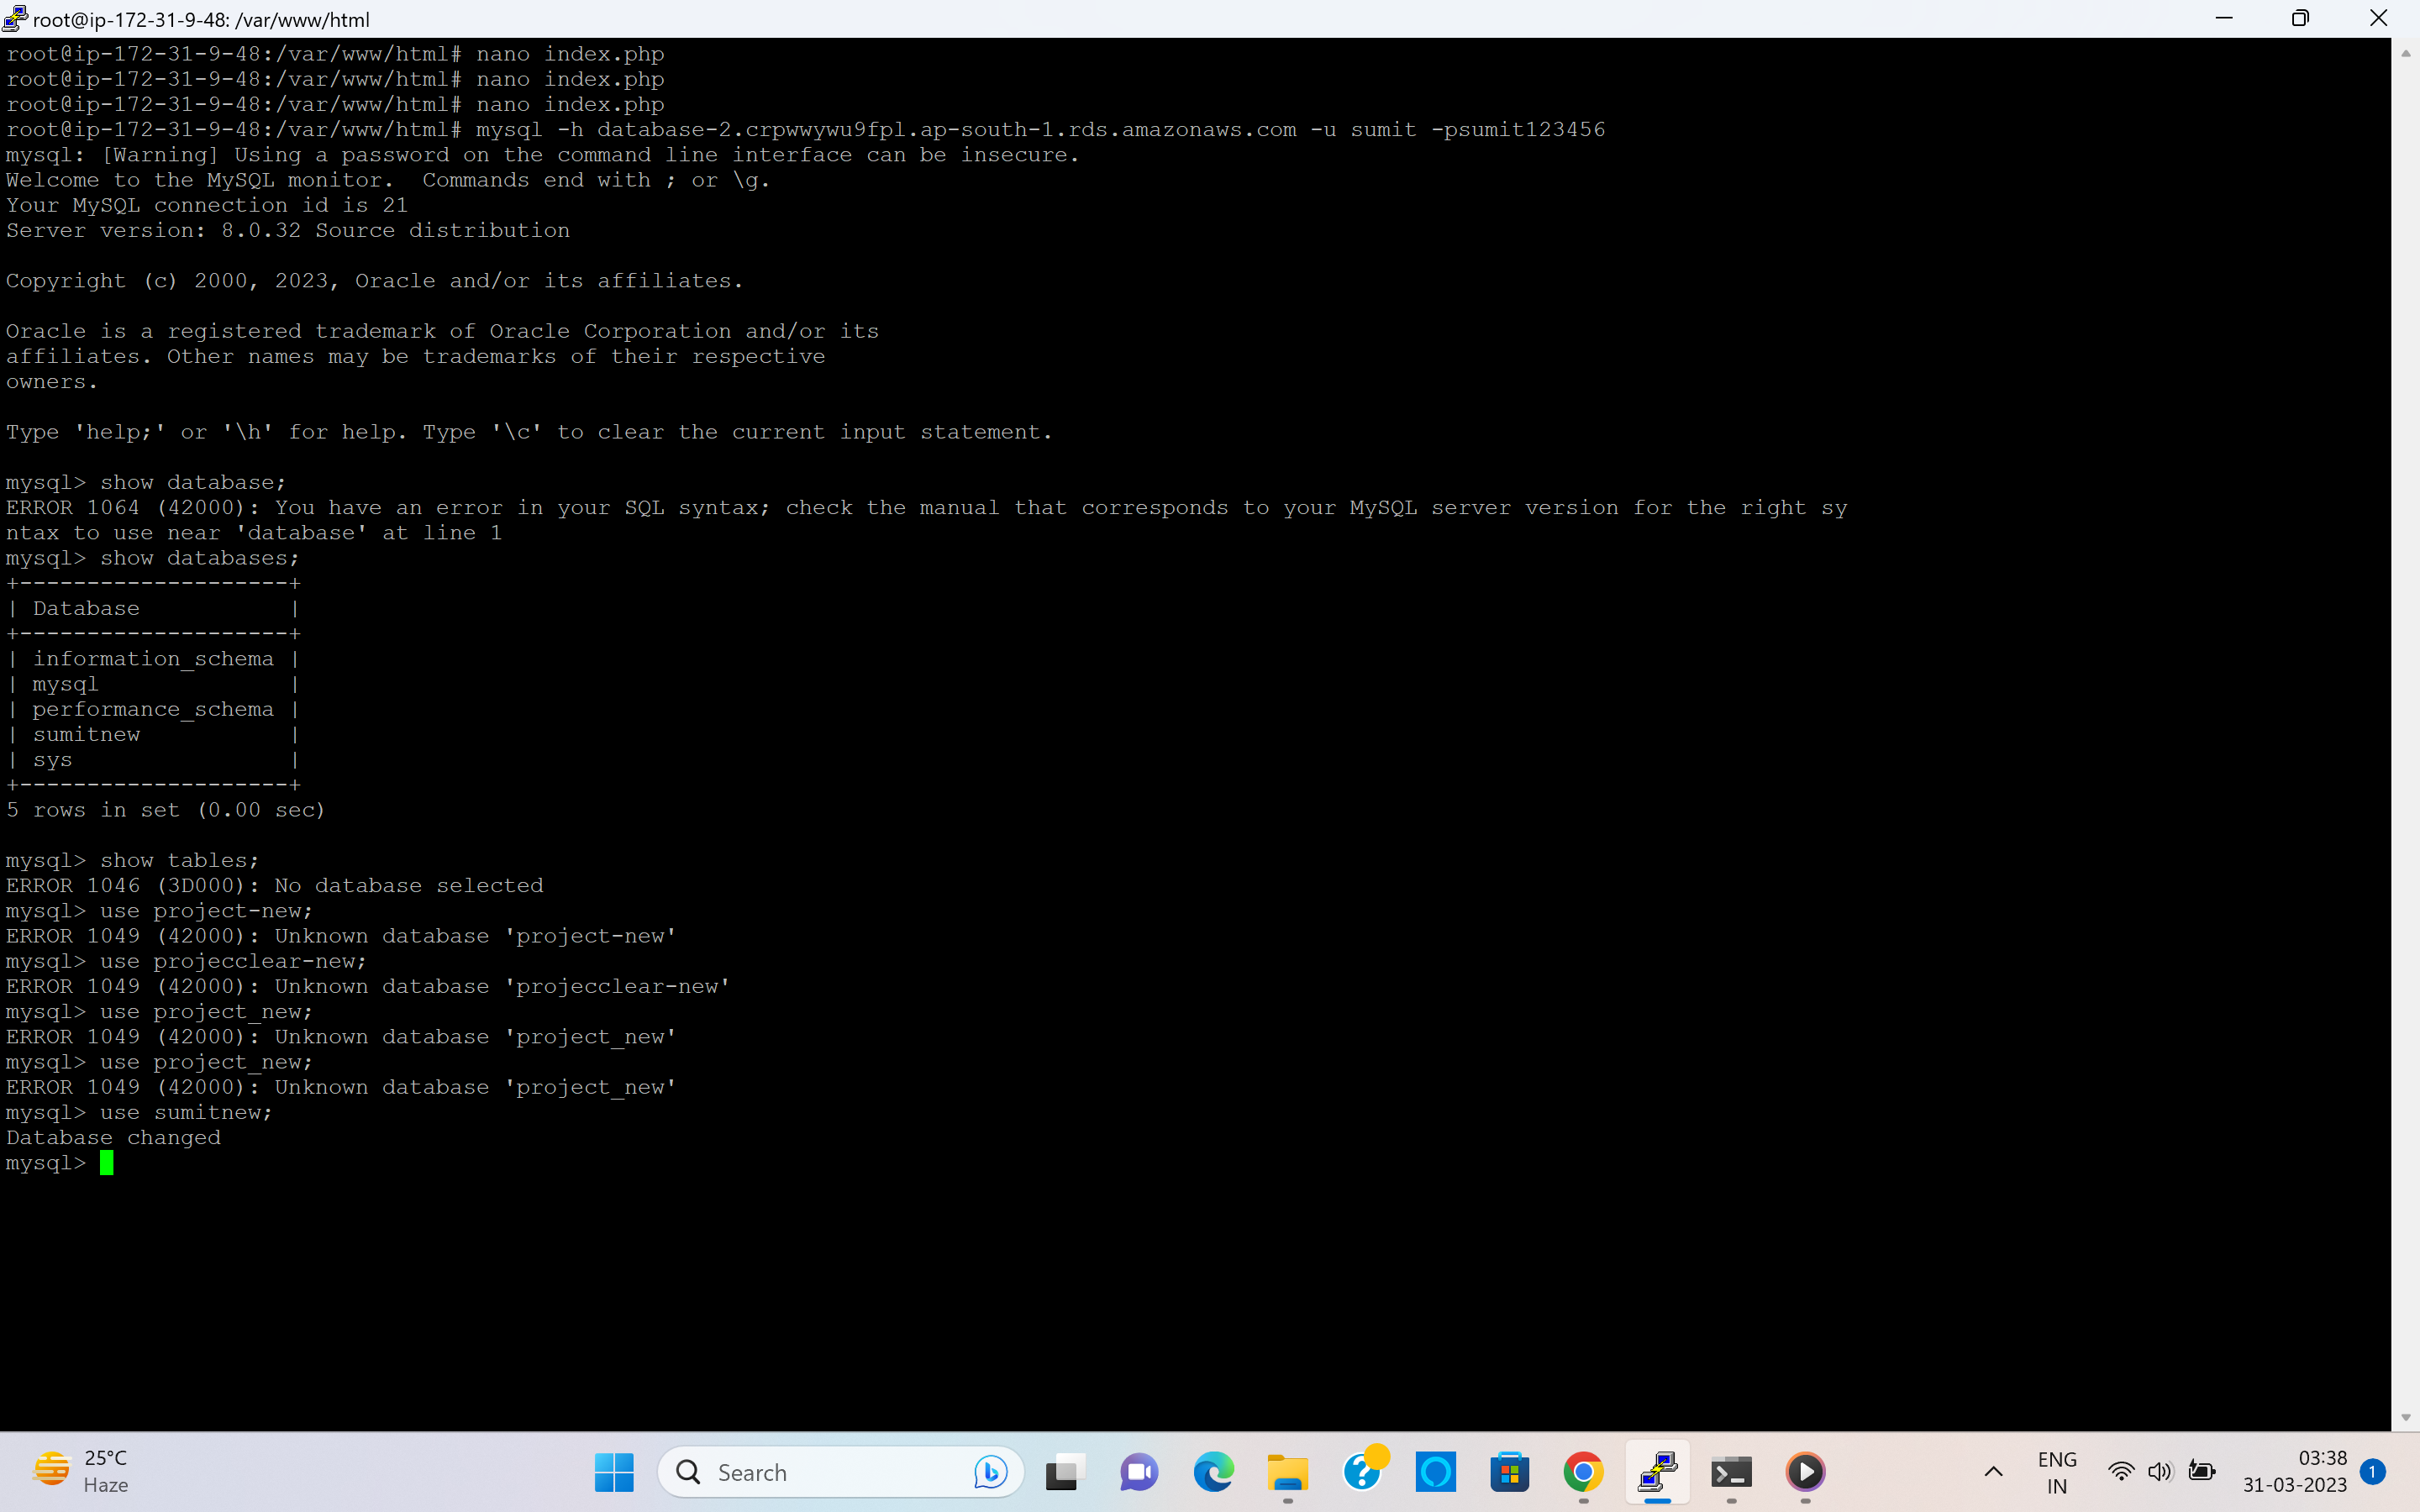 root@ip-172-31-9-48: /var/www/html
root@ip-172-31-9-48:/var/www/html# nano index.php
root@ip-172-31-9-48:/var/www/html# nano index.php
root@ip-172-31-9-48:/var/www/html# nano index.php
root@ip-172-31-9-48:/var/www/html# mysql -h database-2.crpwwywu9fpl.ap-south-1.rds.amazonaws.com -u sumit -psumit123456
mysql: [Warning] Using a password on the command line interface can be insecure.
Welcome to the MySQL monitor.  Commands end with ; or \g.
Your MySQL connection id is 21
Server version: 8.0.32 Source distribution

Copyright (c) 2000, 2023, Oracle and/or its affiliates.

Oracle is a registered trademark of Oracle Corporation and/or its
affiliates. Other names may be trademarks of their respective
owners.

Type 'help;' or '\h' for help. Type '\c' to clear the current input statement.

mysql> show database;
ERROR 1064 (42000): You have an error in your SQL syntax; check the manual that corresponds to your MySQL server version for the right sy
ntax to use near 'database' at line 1
mysql> show databases;
+--------------------+
| Database           |
+--------------------+
| information_schema |
| mysql              |
| performance_schema |
| sumitnew           |
| sys                |
+--------------------+
5 rows in set (0.00 sec)

mysql> show tables;
ERROR 1046 (3D000): No database selected
mysql> use project-new;
ERROR 1049 (42000): Unknown database 'project-new'
mysql> use projecclear-new;
ERROR 1049 (42000): Unknown database 'projecclear-new'
mysql> use project_new;
ERROR 1049 (42000): Unknown database 'project_new'
mysql> use project_new;
ERROR 1049 (42000): Unknown database 'project_new'
mysql> use sumitnew;
Database changed
mysql>
25°C
Haze
Search
ENG
IN
03:38
31-03-2023
1